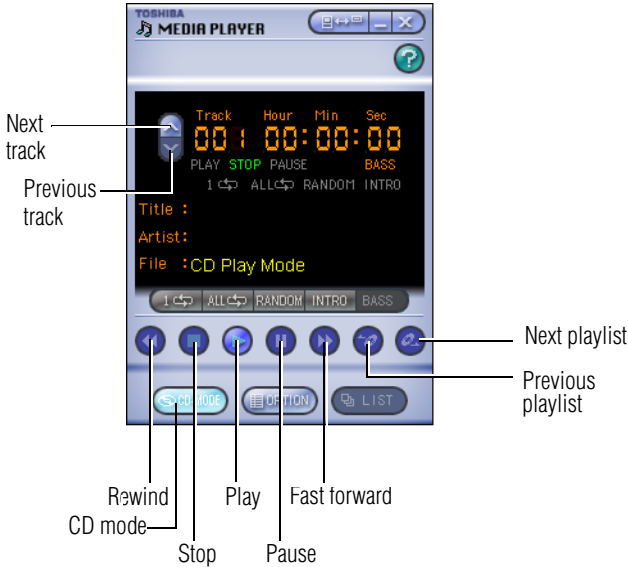 TOSHIBA
MEDIA PLAYER
?
Next track
Previous track
Track Hour Min Sec
001 00:00:00
PLAY STOP PAUSE BASS
1 ALL RANDOM INTRO
Title :
Artist:
File :CD Play Mode
1 ALL RANDOM INTRO BASS
Next playlist
Previous playlist
CD MODE OPTION LIST
Rewind Play Fast forward
CD mode
Stop Pause